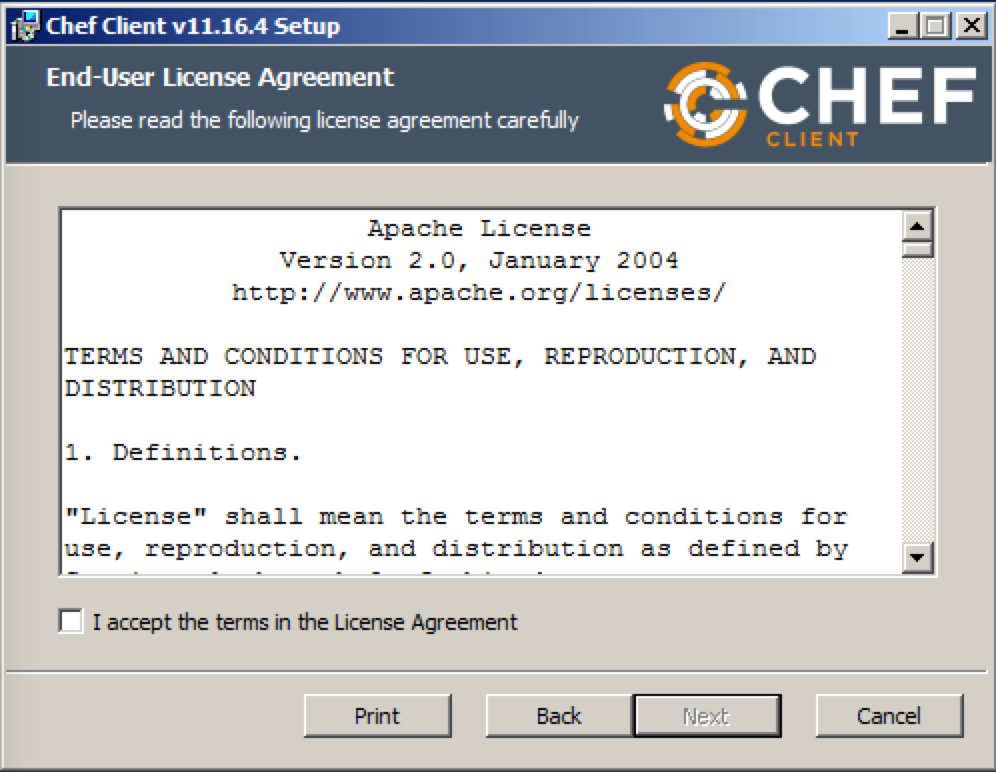 Chef Client v11.16.4 Setup
End-User License Agreement
Please read the following license agreement carefully
CHEF
CLIENT
Apache License
Version 2.0, January 2004
http://www.apache.org/licenses/
TERMS AND CONDITIONS FOR USE, REPRODUCTION, AND
DISTRIBUTION
1. Definitions.
"License" shall mean the terms and conditions for
use, reproduction, and distribution as defined by
I accept the terms in the License Agreement
Print
Back
Next
Cancel